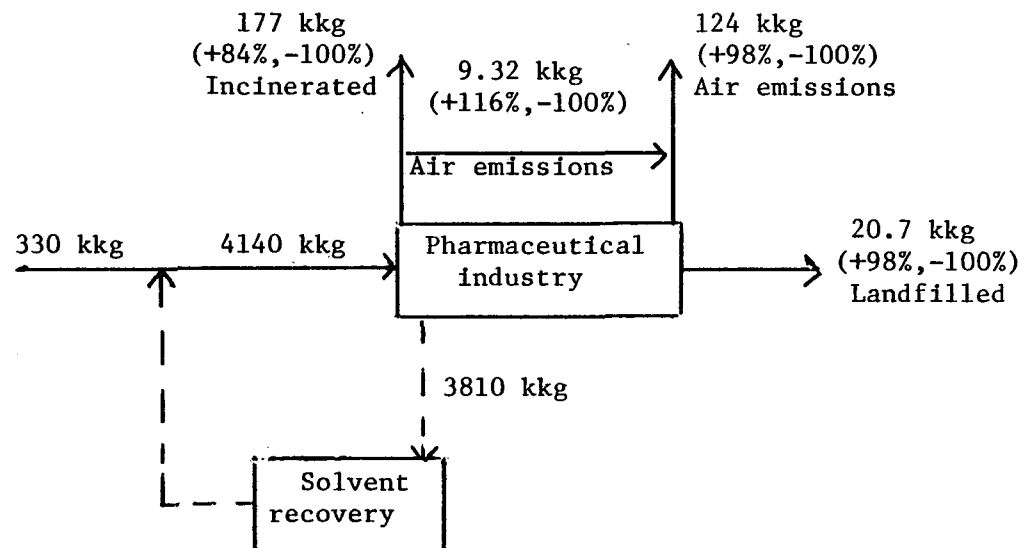 177 kkg
(+84%,-100%)
Incinerated
9.32 kkg
(+116%,-100%)
Air emissions
124 kkg
(+98%,-100%)
Air emissions
330 kkg
4140 kkg
Pharmaceutical
industry
20.7 kkg
(+98%,-100%)
Landfilled
3810 kkg
Solvent
recovery